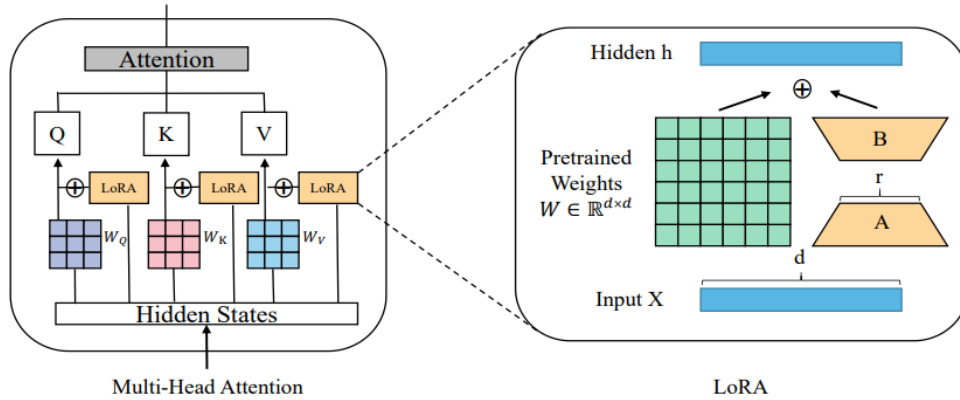 Attention
Q
K
V
LoRA
LoRA
LoRA
W_Q
W_K
W_V
Hidden States
Multi-Head Attention
Hidden h
Pretrained
Weights
W ∈ ℝ^{d×d}
B
r
A
d
Input X
LoRA